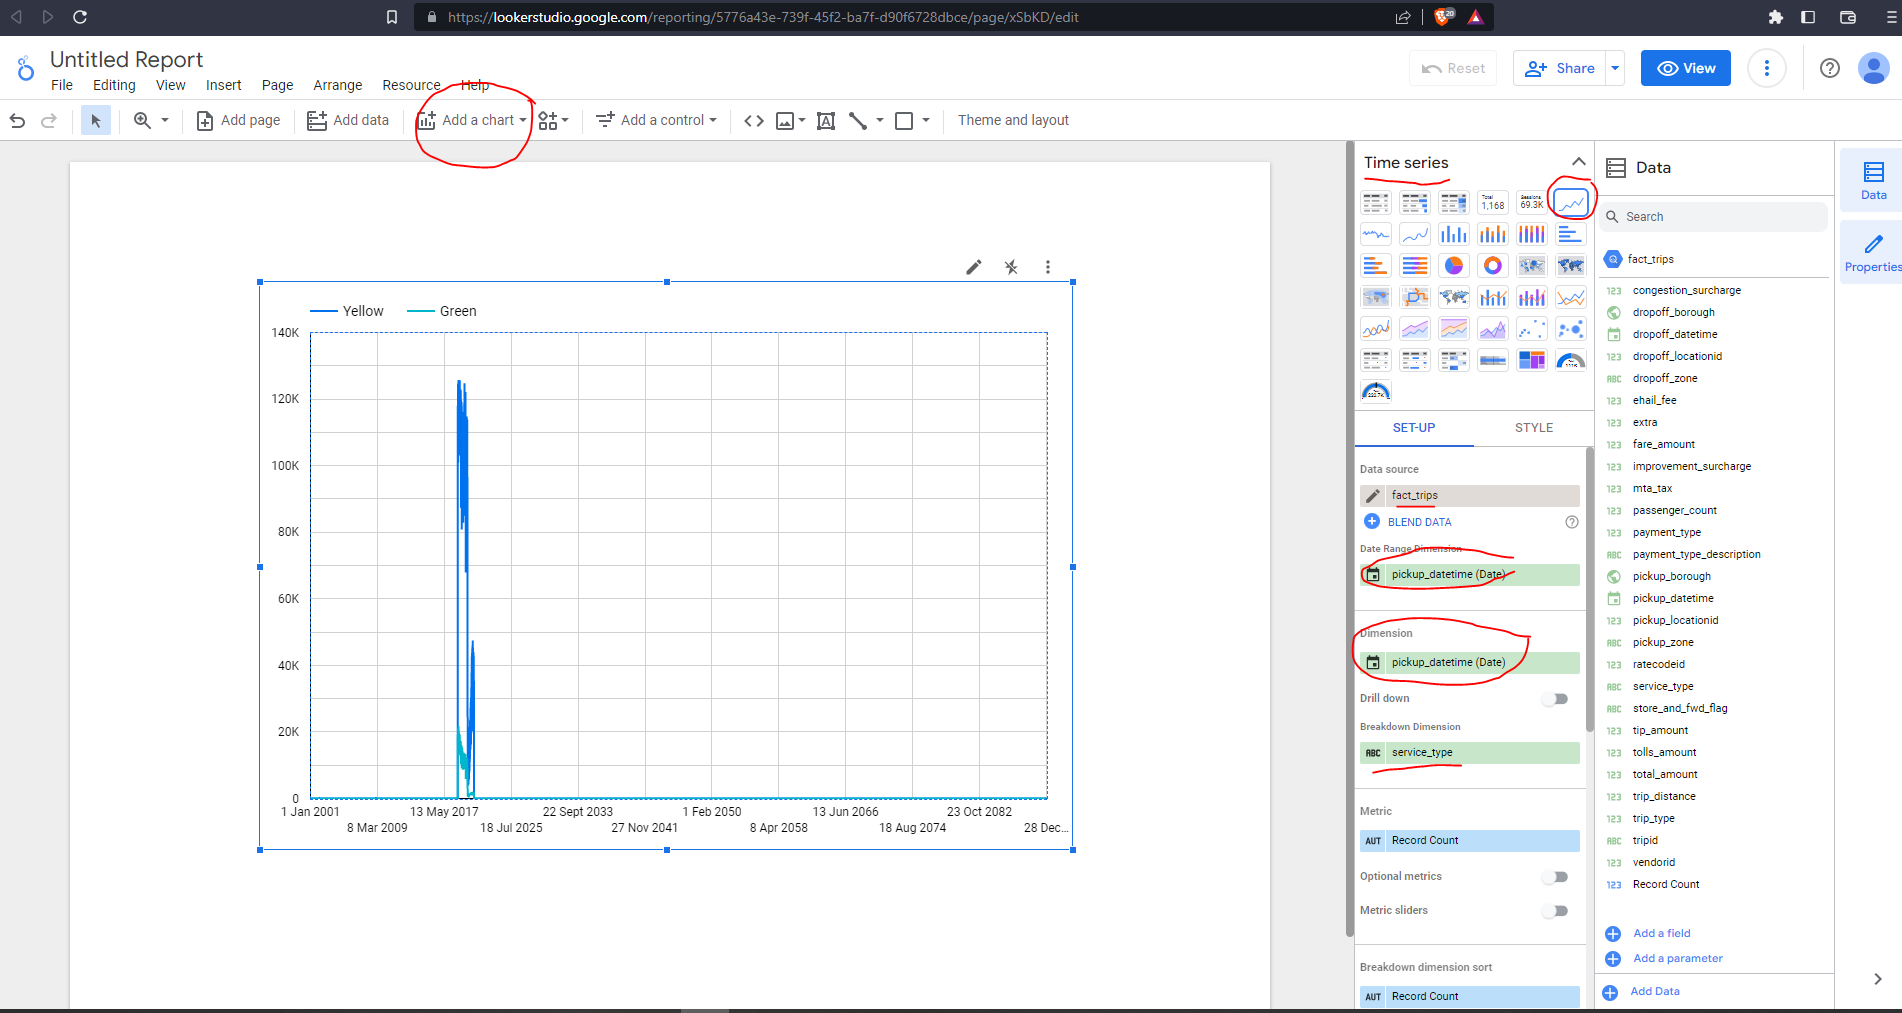 https://lookerstudio.google.com/reporting/5776a43e-739f-45f2-ba7f-d90f6728dbce/page/xSbKD/edit
20
Untitled Report
File Editing View Insert Page Arrange Resource Help
Reset
Share
View
Add page
Add data
Add a chart
Add a control
Theme and layout
Yellow Green
140K
120K
100K
80K
60K
40K
20K
0
1 Jan 2001 13 May 2017 22 Sept 2033 1 Feb 2050 13 Jun 2066 23 Oct 2082
8 Mar 2009 18 Jul 2025 27 Nov 2041 8 Apr 2058 18 Aug 2074 28 Dec...
Time series
Total
1,168
Sessions
69.3K
SET-UP STYLE
Data source
fact_trips
BLEND DATA
Date Range Dimension
pickup_datetime (Date)
Dimension
pickup_datetime (Date)
Drill down
Breakdown Dimension
ABC service_type
Metric
AUT Record Count
Optional metrics
Metric sliders
Breakdown dimension sort
AUT Record Count
Data
Search
fact_trips
123 congestion_surcharge
dropoff_borough
dropoff_datetime
123 dropoff_locationid
ABC dropoff_zone
123 ehail_fee
123 extra
123 fare_amount
123 improvement_surcharge
123 mta_tax
123 passenger_count
123 payment_type
ABC payment_type_description
pickup_borough
pickup_datetime
123 pickup_locationid
ABC pickup_zone
123 ratecodeid
ABC service_type
ABC store_and_fwd_flag
123 tip_amount
123 tolls_amount
123 total_amount
123 trip_distance
123 trip_type
ABC tripid
123 vendorid
123 Record Count
Add a field
Add a parameter
Add Data
Data
Properties